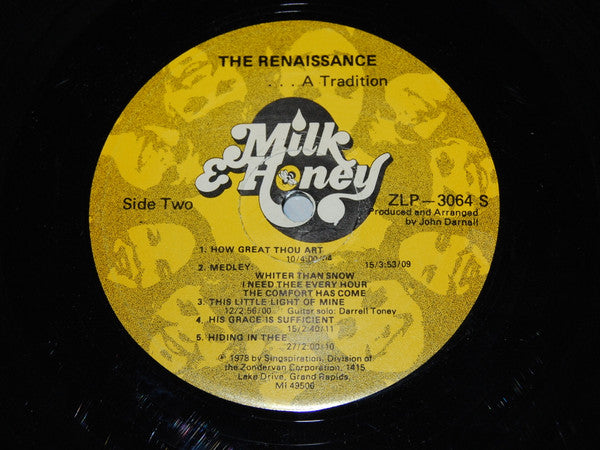 THE RENAISSANCE
. . . A Tradition
Milk
& Honey
Side Two
ZLP-3064 S
Produced and Arranged
by John Darnall
1. HOW GREAT THOU ART
10/4:00/04
2. MEDLEY: 15/3:53/09
WHITER THAN SNOW
I NEED THEE EVERY HOUR
THE COMFORT HAS COME
3. THIS LITTLE LIGHT OF MINE
12/2:56/00 Guitar solo: Darrell Toney
4. HIS GRACE IS SUFFICIENT
15/2:40/11
5. HIDING IN THEE
27/2:00/10
℗ 1978 by Singspiration, Division of
the Zondervan Corporation, 1415
Lake Drive, Grand Rapids,
MI 49506